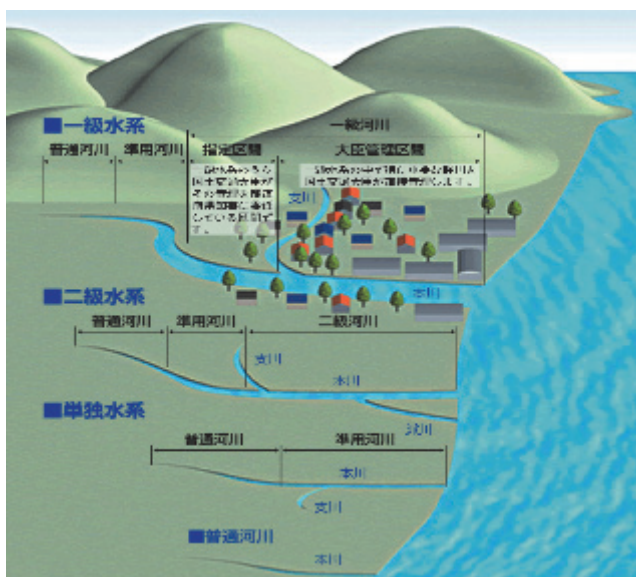 ■一級水系
一級河川
普通河川
準用河川
指定区間
大臣管理区間
支川
本川
■二級水系
普通河川
準用河川
二級河川
支川
本川
派川
■単独水系
普通河川
準用河川
本川
支川
■普通河川
本川